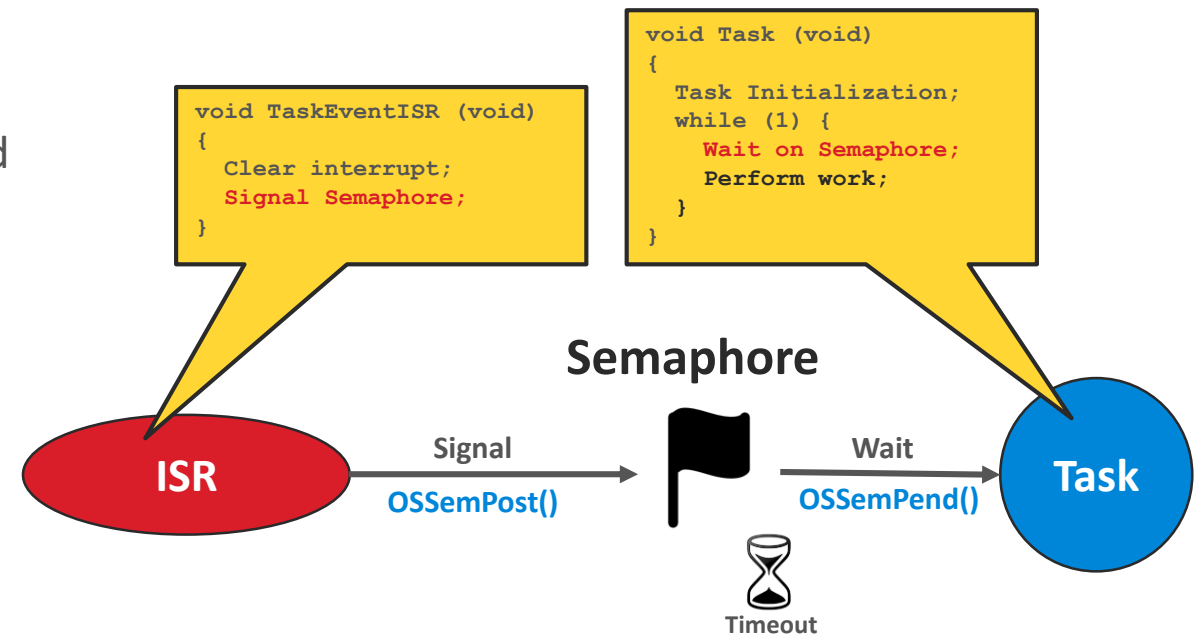 void TaskEventISR (void)
{
  Clear interrupt;
  Signal Semaphore;
}
void Task (void)
{
  Task Initialization;
  while (1) {
    Wait on Semaphore;
    Perform work;
  }
}
Semaphore
ISR
Signal
OSSemPost()
Wait
OSSemPend()
Task
Timeout